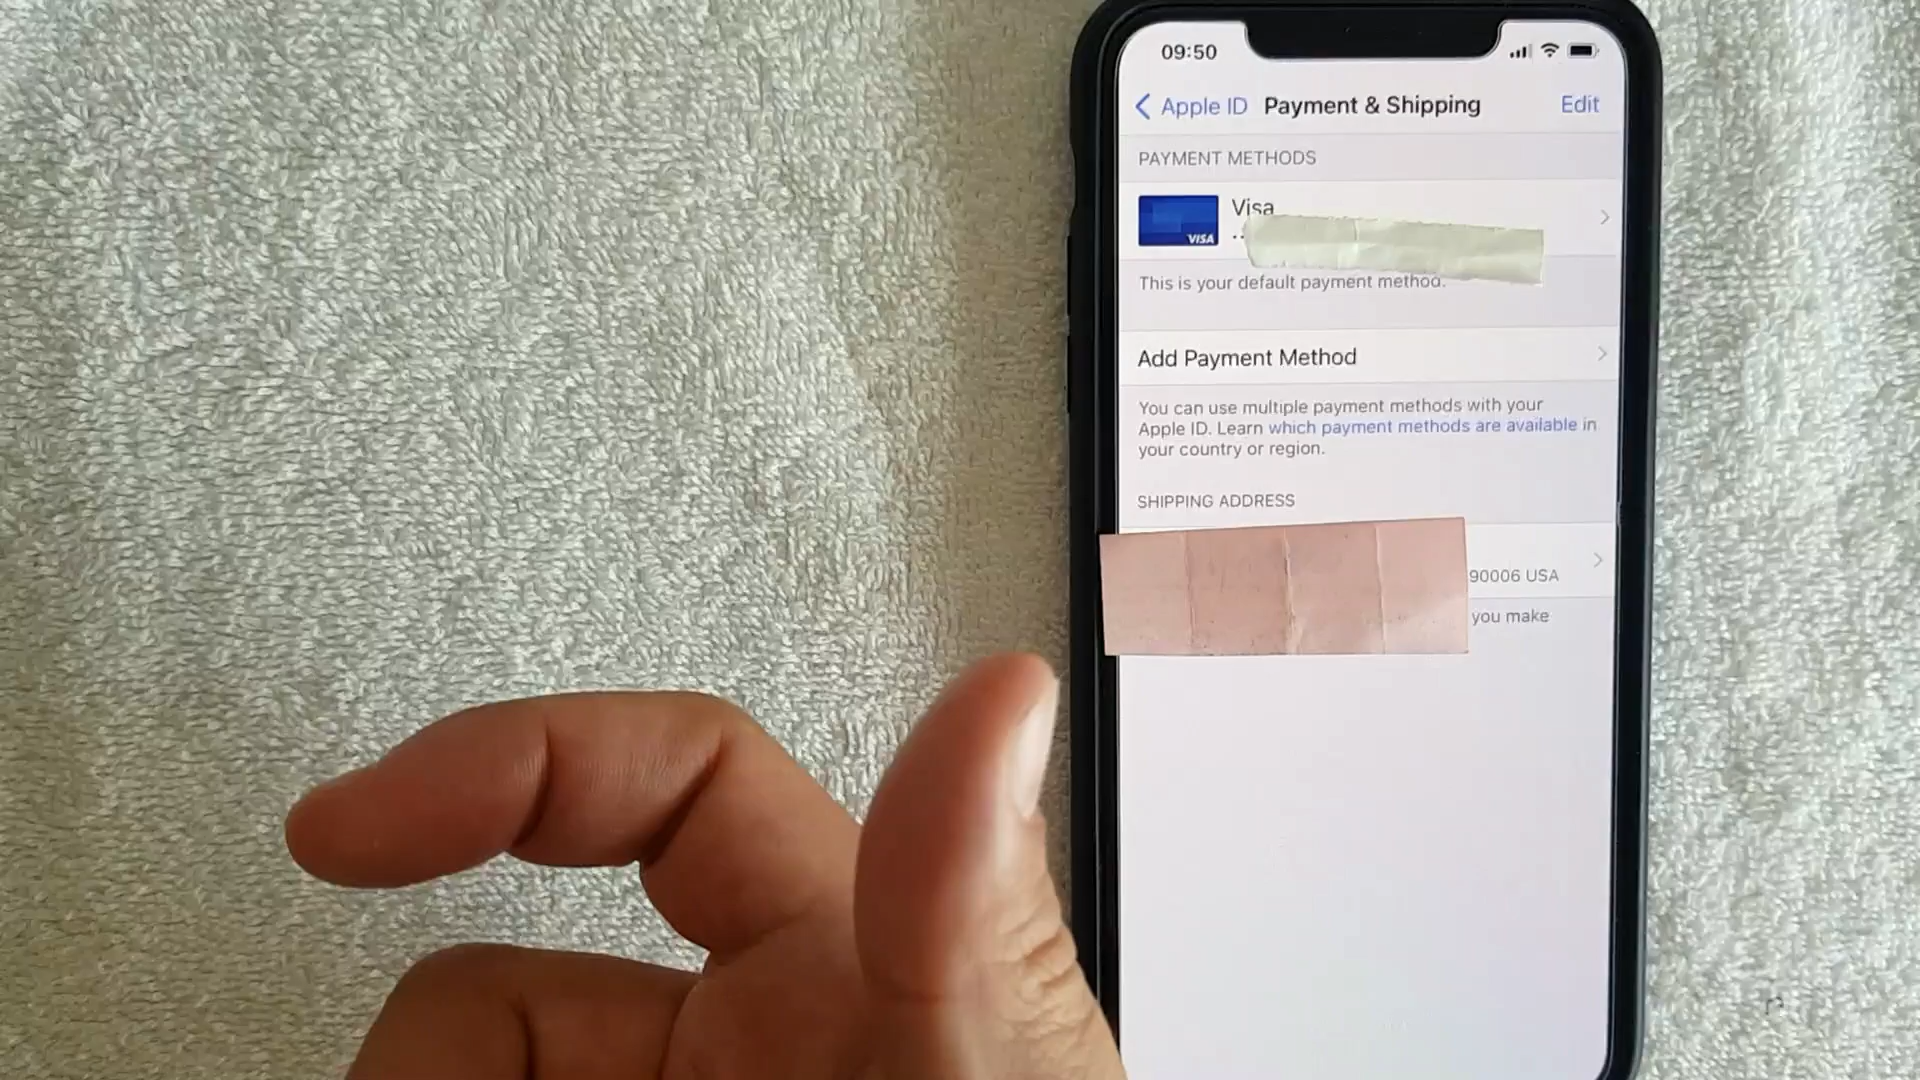 09:50
Apple ID Payment & Shipping Edit
PAYMENT METHODS
Visa
VISA
This is your default payment method.
Add Payment Method
You can use multiple payment methods with your
Apple ID. Learn which payment methods are available in
your country or region.
SHIPPING ADDRESS
90006 USA
you make